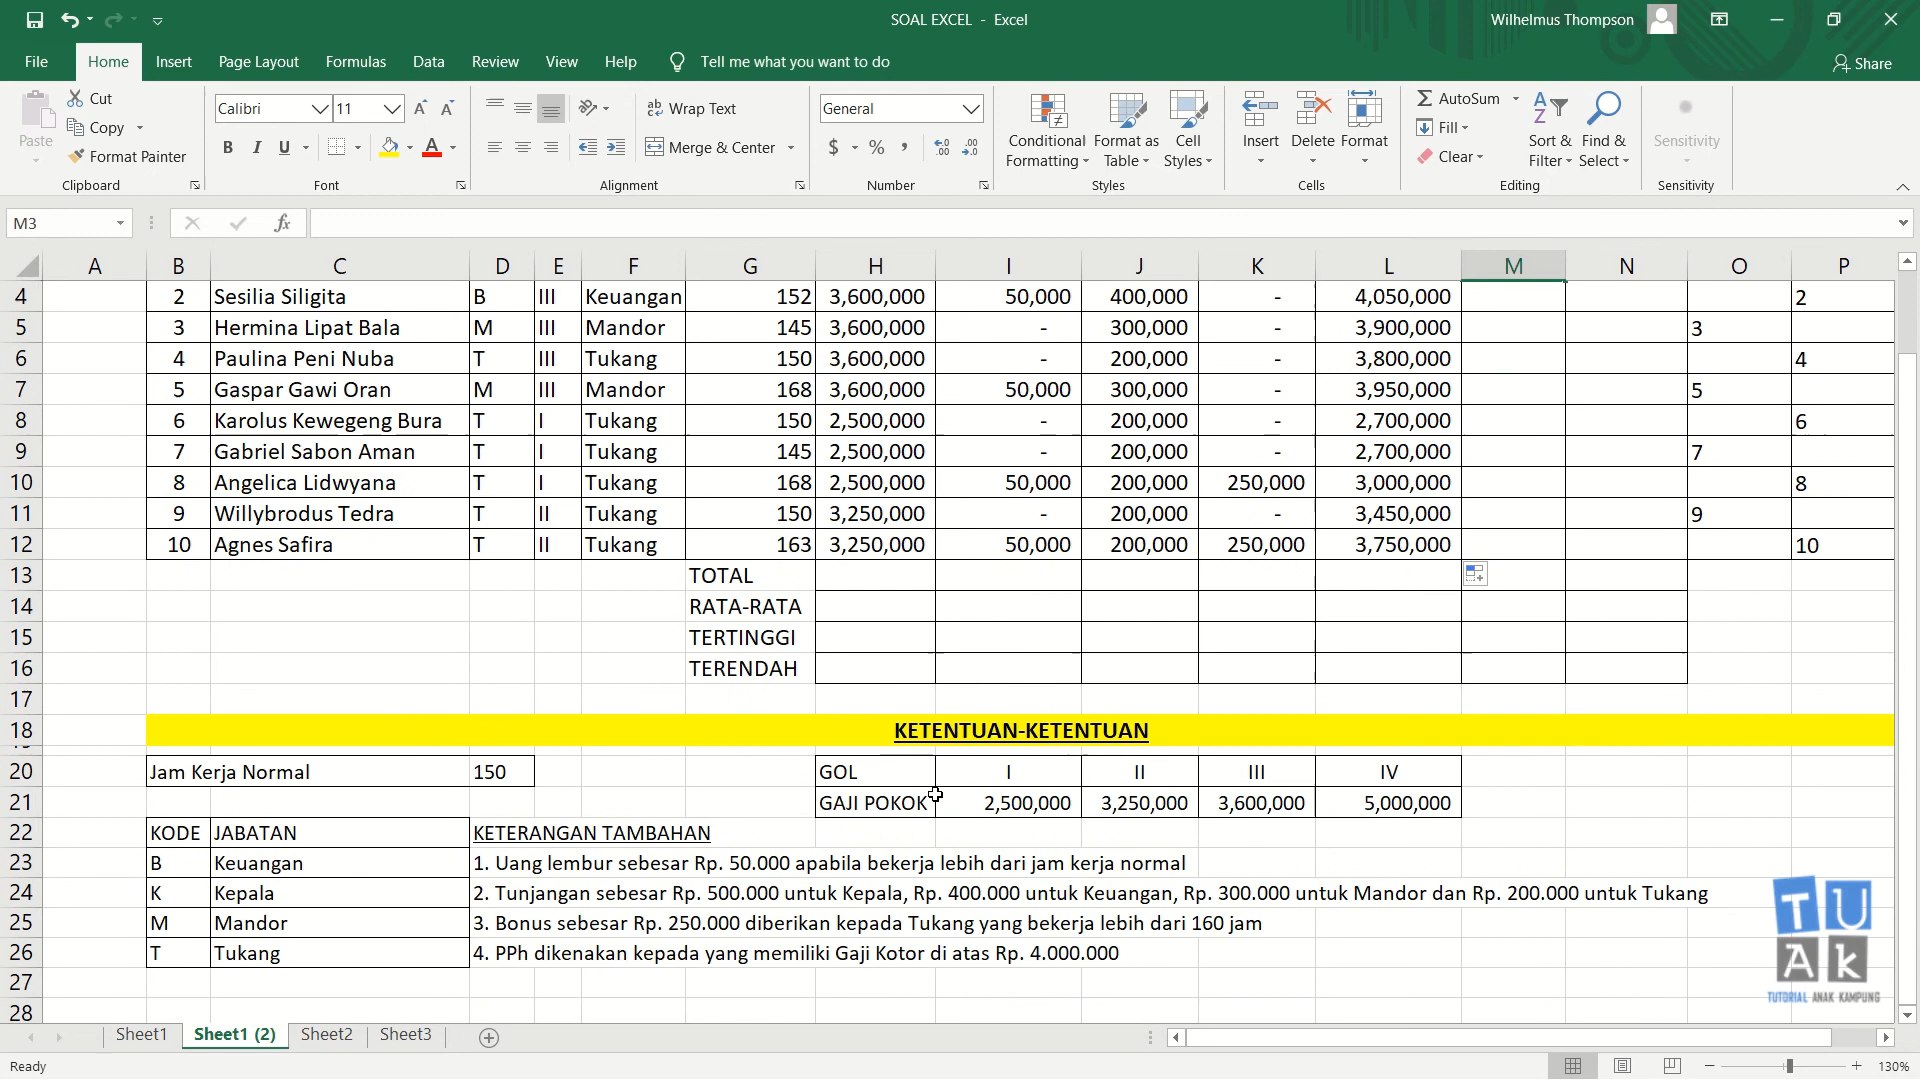 SOAL EXCEL - Excel
Wilhelmus Thompson
File Home Insert Page Layout Formulas Data Review View Help Tell me what you want to do Share
Cut
Copy
Format Painter
Paste
Clipboard
Calibri 11
B I U A
Font
Wrap Text
Merge & Center
Alignment
General
$ % ,
Number
Conditional Formatting
Format as Table
Cell Styles
Styles
Insert Delete Format
Cells
AutoSum
Fill
Clear
Sort & Filter
Find & Select
Editing
Sensitivity
Sensitivity
M3 fx
A B C D E F G H I J K L M N O P
4 2 Sesilia Siligita B III Keuangan 152 3,600,000 50,000 400,000 - 4,050,000 2
5 3 Hermina Lipat Bala M III Mandor 145 3,600,000 - 300,000 - 3,900,000 3
6 4 Paulina Peni Nuba T III Tukang 150 3,600,000 - 200,000 - 3,800,000 4
7 5 Gaspar Gawi Oran M III Mandor 168 3,600,000 50,000 300,000 - 3,950,000 5
8 6 Karolus Kewegeng Bura T I Tukang 150 2,500,000 - 200,000 - 2,700,000 6
9 7 Gabriel Sabon Aman T I Tukang 145 2,500,000 - 200,000 - 2,700,000 7
10 8 Angelica Lidwyana T I Tukang 168 2,500,000 50,000 200,000 250,000 3,000,000 8
11 9 Willybrodus Tedra T II Tukang 150 3,250,000 - 200,000 - 3,450,000 9
12 10 Agnes Safira T II Tukang 163 3,250,000 50,000 200,000 250,000 3,750,000 10
13 TOTAL
14 RATA-RATA
15 TERTINGGI
16 TERENDAH
17
18 KETENTUAN-KETENTUAN
20 Jam Kerja Normal 150 GOL I II III IV
21 GAJI POKOK 2,500,000 3,250,000 3,600,000 5,000,000
22 KODE JABATAN KETERANGAN TAMBAHAN
23 B Keuangan 1. Uang lembur sebesar Rp. 50.000 apabila bekerja lebih dari jam kerja normal
24 K Kepala 2. Tunjangan sebesar Rp. 500.000 untuk Kepala, Rp. 400.000 untuk Keuangan, Rp. 300.000 untuk Mandor dan Rp. 200.000 untuk Tukang
25 M Mandor 3. Bonus sebesar Rp. 250.000 diberikan kepada Tukang yang bekerja lebih dari 160 jam
26 T Tukang 4. PPh dikenakan kepada yang memiliki Gaji Kotor di atas Rp. 4.000.000
27
28
TU
Ak
TUTORIAL ANAK KAMPUNG
Sheet1 Sheet1 (2) Sheet2 Sheet3
Ready 130%